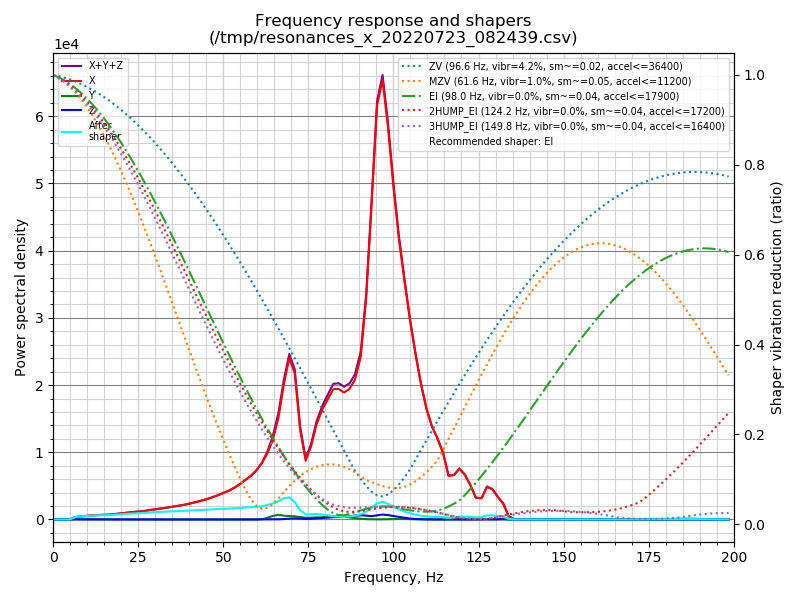 Frequency response and shapers
(/tmp/resonances_x_20220723_082439.csv)
1e4
X+Y+Z
X
Y
After
shaper
ZV (96.6 Hz, vibr=4.2%, sm~=0.02, accel<=36400)
MZV (61.6 Hz, vibr=1.0%, sm~=0.05, accel<=11200)
EI (98.0 Hz, vibr=0.0%, sm~=0.04, accel<=17900)
2HUMP_EI (124.2 Hz, vibr=0.0%, sm~=0.04, accel<=17200)
3HUMP_EI (149.8 Hz, vibr=0.0%, sm~=0.04, accel<=16400)
Recommended shaper: EI
6
5
4
3
2
1
0
Power spectral density
1.0
0.8
0.6
0.4
0.2
0.0
Shaper vibration reduction (ratio)
0 25 50 75 100 125 150 175 200
Frequency, Hz